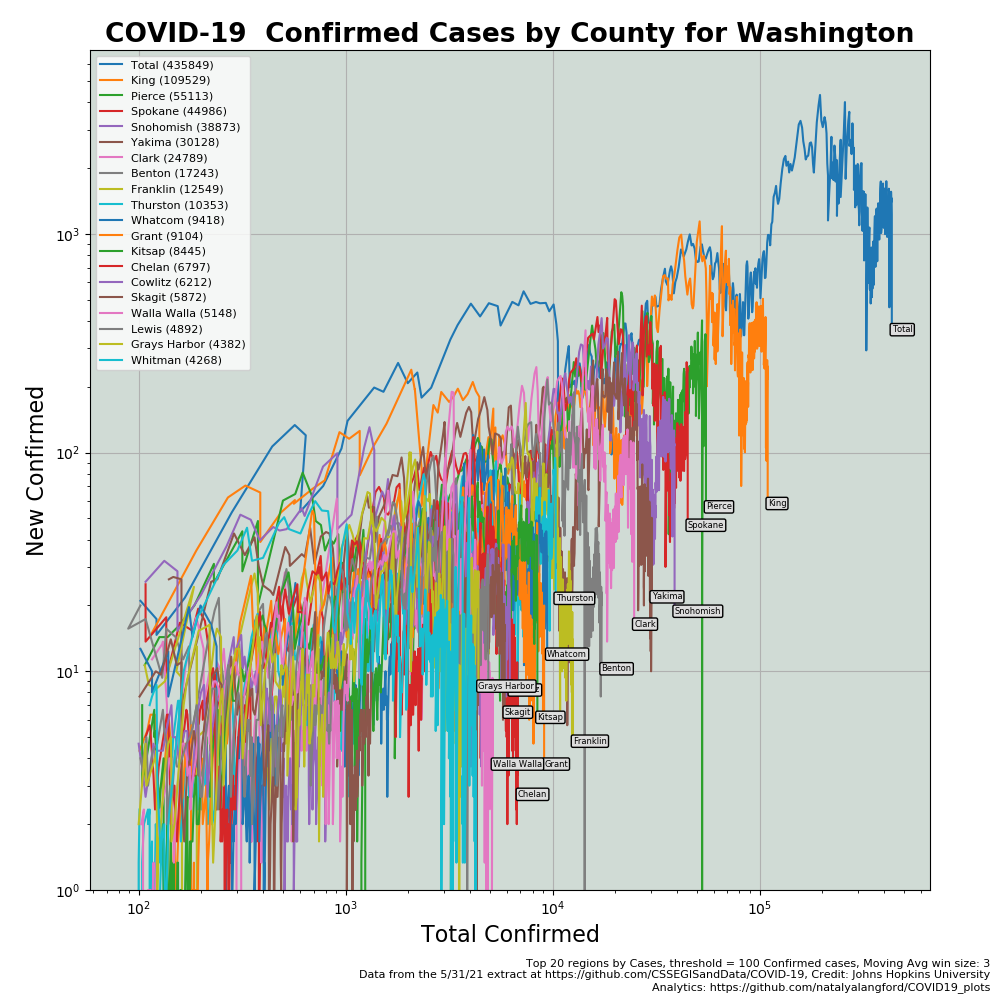 COVID-19  Confirmed Cases by County for Washington
Total (435849)
King (109529)
Pierce (55113)
Spokane (44986)
Snohomish (38873)
Yakima (30128)
Clark (24789)
Benton (17243)
Franklin (12549)
Thurston (10353)
Whatcom (9418)
Grant (9104)
Kitsap (8445)
Chelan (6797)
Cowlitz (6212)
Skagit (5872)
Walla Walla (5148)
Lewis (4892)
Grays Harbor (4382)
Whitman (4268)
New Confirmed
10³
10²
10¹
10⁰
Total
King
Pierce
Spokane
Thurston
Yakima
Snohomish
Clark
Whatcom
Benton
Grays Harbor
Skagit
Kitsap
Franklin
Walla Walla
Grant
Chelan
10²
10³
10⁴
10⁵
Total Confirmed
Top 20 regions by Cases, threshold = 100 Confirmed cases, Moving Avg win size: 3
Data from the 5/31/21 extract at https://github.com/CSSEGISandData/COVID-19, Credit: Johns Hopkins University
Analytics: https://github.com/natalyalangford/COVID19_plots